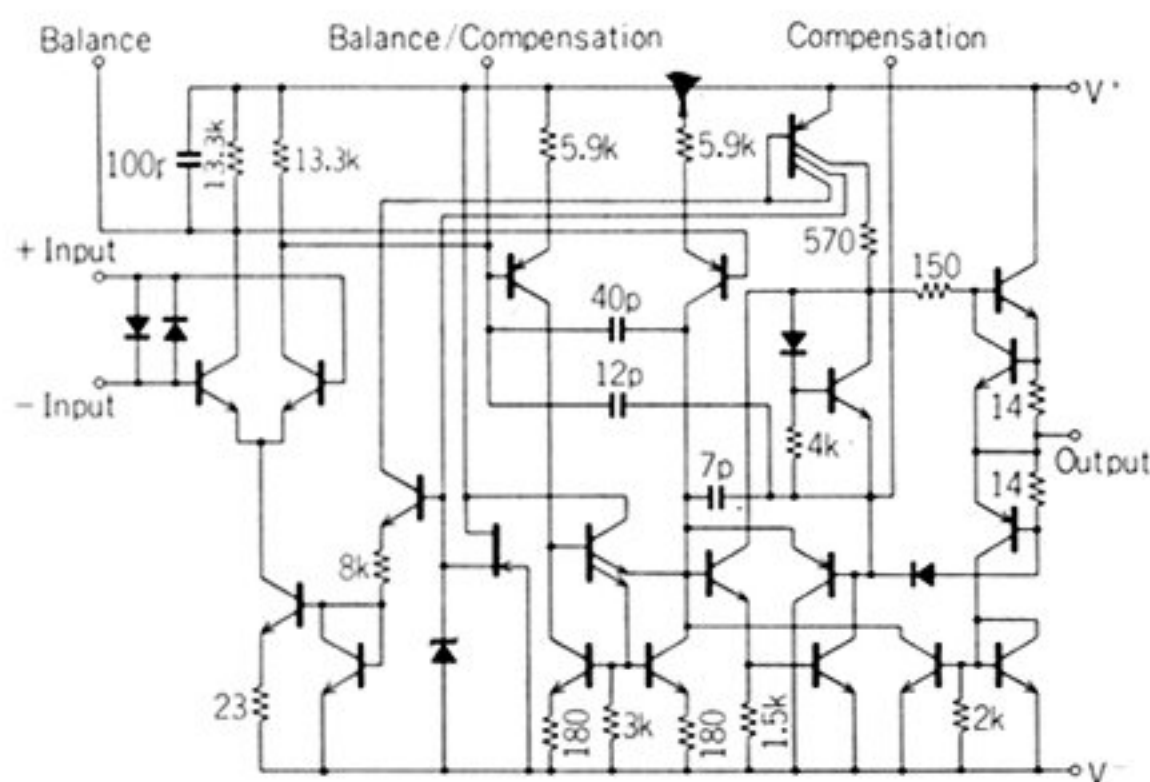 Balance
Balance/Compensation
Compensation
V+
100p
13.3k
13.3k
5.9k
5.9k
+ Input
570
150
40p
12p
- Input
14
4k
Output
7p
14
8k
23
180
3k
180
1.5k
2k
V-